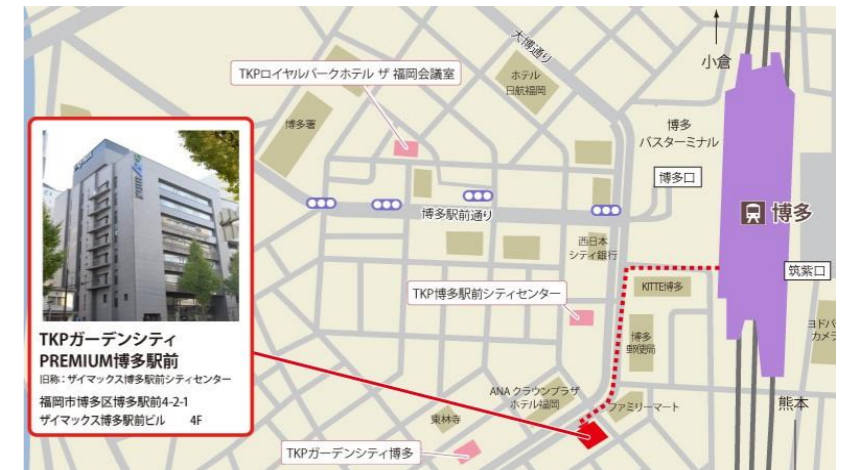 小倉
大博通り
TKPロイヤルパークホテル ザ 福岡会議室
ホテル
日航福岡
博多署
博多
バスターミナル
博多口
博多駅前通り
博多
西日本
シティ銀行
筑紫口
KITTE博多
TKP博多駅前シティセンター
ヨドバ
カメラ
博多
郵便局
TKPガーデンシティ
PREMIUM博多駅前
旧称:ザイマックス博多駅前シティセンター
福岡市博多区博多駅前4-2-1
ザイマックス博多駅前ビル 4F
ANAクラウンプラザ
ホテル福岡
ファミリーマート
熊本
東林寺
TKPガーデンシティ博多